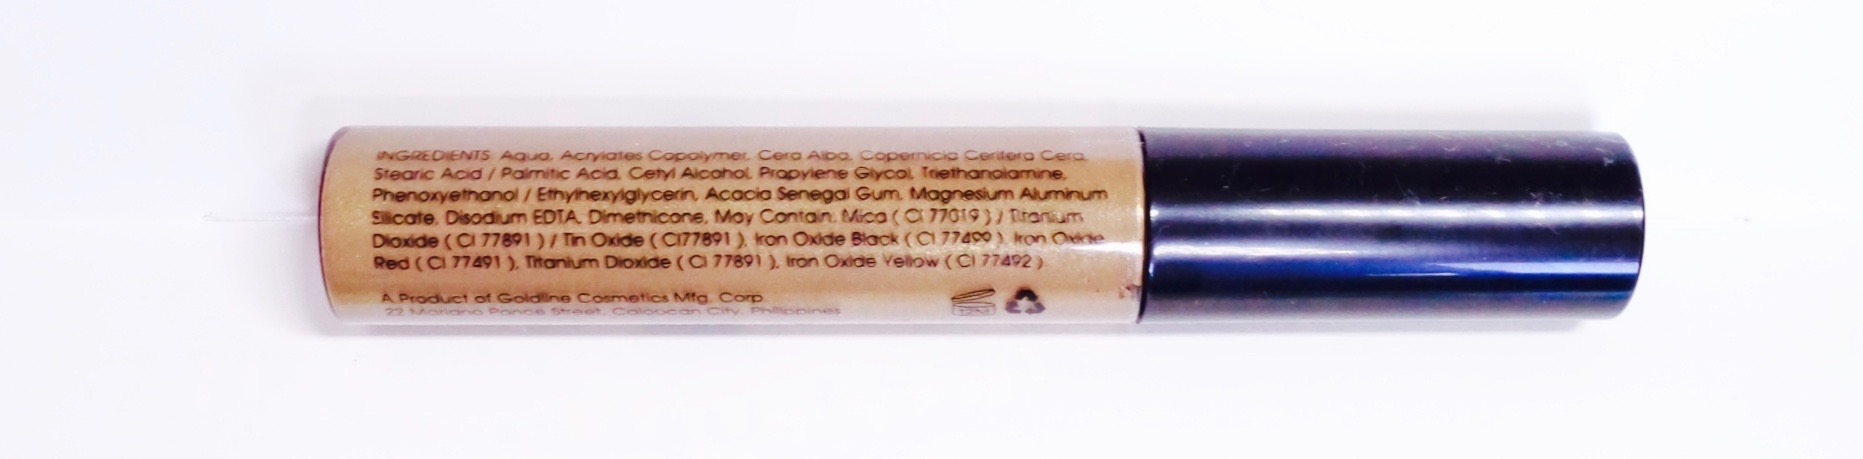 INGREDIENTS: Aqua, Acrylates Copolymer, Cera Alba, Copernicia Cerifera Cera,
Stearic Acid / Palmitic Acid, Cetyl Alcohol, Propylene Glycol, Triethanolamine,
Phenoxyethanol / Ethylhexylglycerin, Acacia Senegal Gum, Magnesium Aluminum
Silicate, Disodium EDTA, Dimethicone, May Contain: Mica ( CI 77019 ) / Titanium
Dioxide ( CI 77891 ) / Tin Oxide ( CI77891 ), Iron Oxide Black ( CI 77499 ), Iron Oxide
Red ( CI 77491 ), Titanium Dioxide ( CI 77891 ), Iron Oxide Yellow ( CI 77492 )
A Product of Goldline Cosmetics Mfg. Corp.
22 Mariano Ponce Street, Caloocan City, Philippines
12M